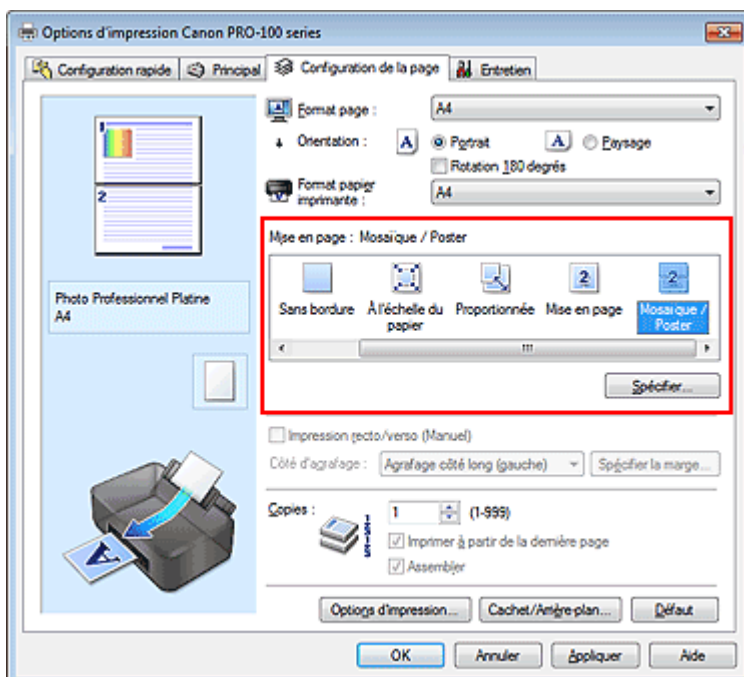 Options d'impression Canon PRO-100 series
Configuration rapide Principal Configuration de la page Entretien
Format page : A4
Orientation : A Portrait A Paysage
Rotation 180 degrés
Format papier imprimante : A4
Mise en page : Mosaïque / Poster
Sans bordure À l'échelle du papier Proportionnée Mise en page Mosaïque / Poster
Spécifier...
1
2
Photo Professionnel Platine
A4
Impression recto/verso (Manuel)
Côté d'agrafage : Agrafage côté long (gauche) Spécifier la marge...
Copies : 1 (1-999)
Imprimer à partir de la dernière page
Assembler
Options d'impression... Cachet/Arrière-plan... Défaut
OK Annuler Appliquer Aide